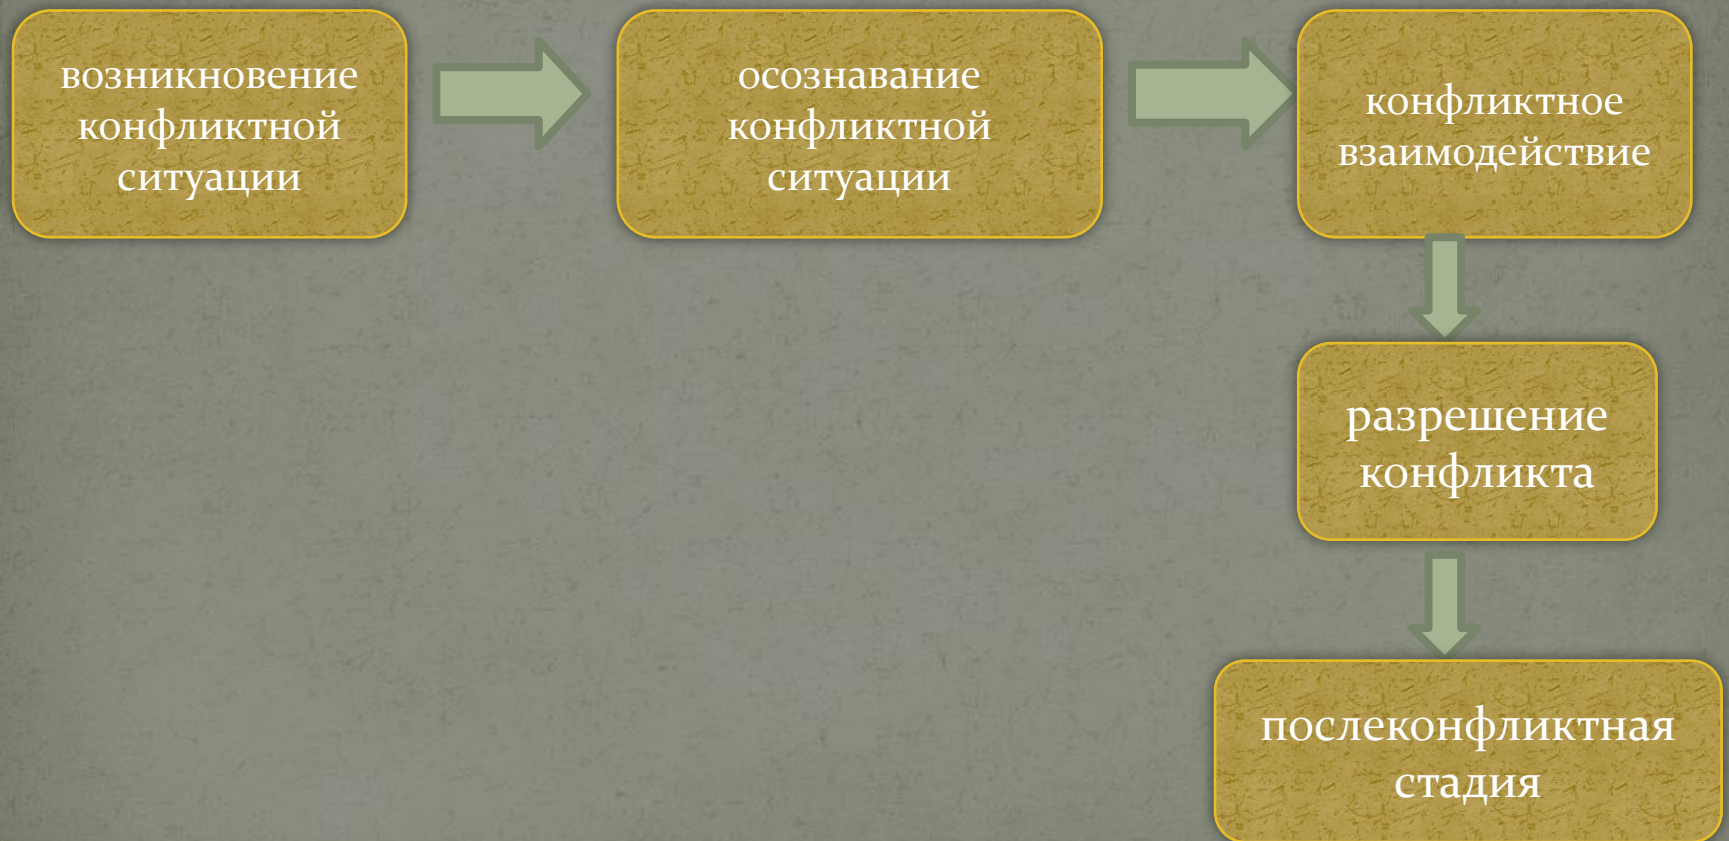 возникновение
конфликтной
ситуации
осознавание
конфликтной
ситуации
конфликтное
взаимодействие
разрешение
конфликта
послеконфликтная
стадия